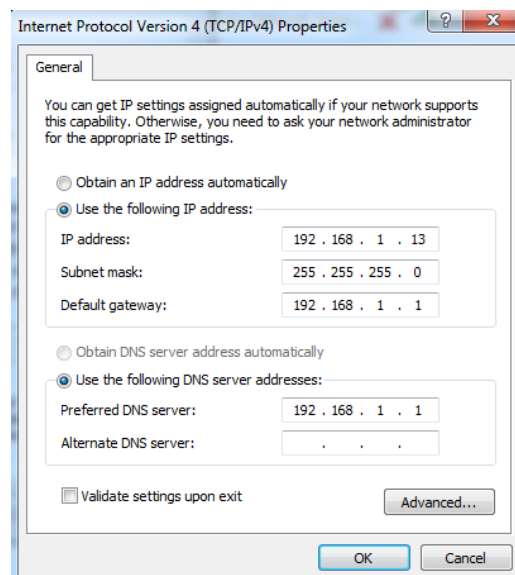 Internet Protocol Version 4 (TCP/IPv4) Properties
?
X
General
You can get IP settings assigned automatically if your network supports
this capability. Otherwise, you need to ask your network administrator
for the appropriate IP settings.
Obtain an IP address automatically
Use the following IP address:
IP address: 192 . 168 . 1 . 13
Subnet mask: 255 . 255 . 255 . 0
Default gateway: 192 . 168 . 1 . 1
Obtain DNS server address automatically
Use the following DNS server addresses:
Preferred DNS server: 192 . 168 . 1 . 1
Alternate DNS server: . . .
Validate settings upon exit
Advanced...
OK Cancel